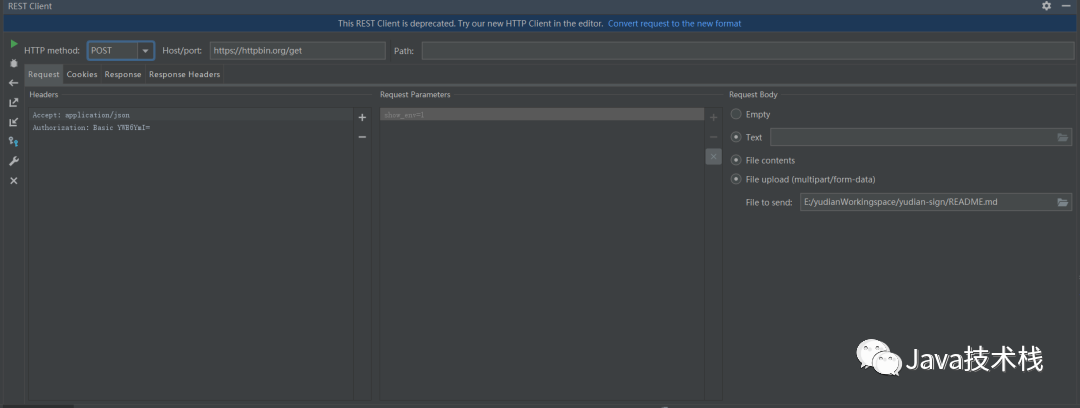 REST Client
This REST Client is deprecated. Try our new HTTP Client in the editor. Convert request to the new format
HTTP method: POST Host/port: https://httpbin.org/get Path:
Request Cookies Response Response Headers
Headers Request Parameters Request Body
Accept: application/json show_env=1 Empty
Authorization: Basic YWB6YmI=
Text
File contents
File upload (multipart/form-data)
File to send: E:/yudianWorkingspace/yudian-sign/README.md
Java技术栈